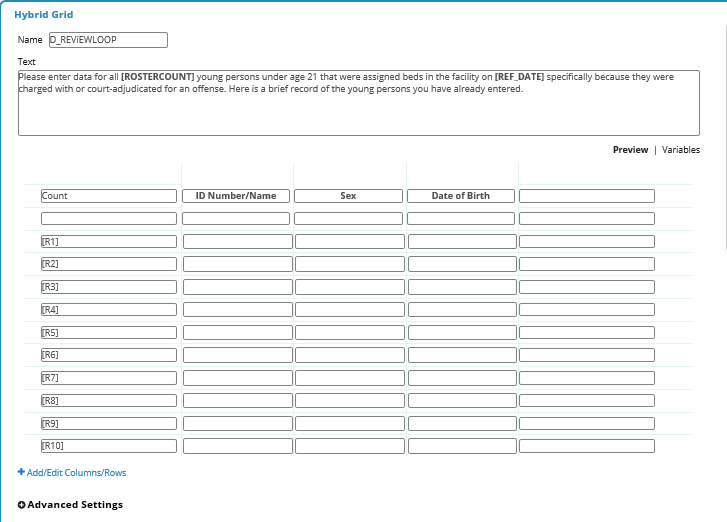 Hybrid Grid
Name D_REVIEWLOOP
Text
Please enter data for all [ROSTERCOUNT] young persons under age 21 that were assigned beds in the facility on [REF_DATE] specifically because they were
charged with or court-adjudicated for an offense. Here is a brief record of the young persons you have already entered.
Preview | Variables
Count ID Number/Name Sex Date of Birth
[R1]
[R2]
[R3]
[R4]
[R5]
[R6]
[R7]
[R8]
[R9]
[R10]
+ Add/Edit Columns/Rows
Advanced Settings